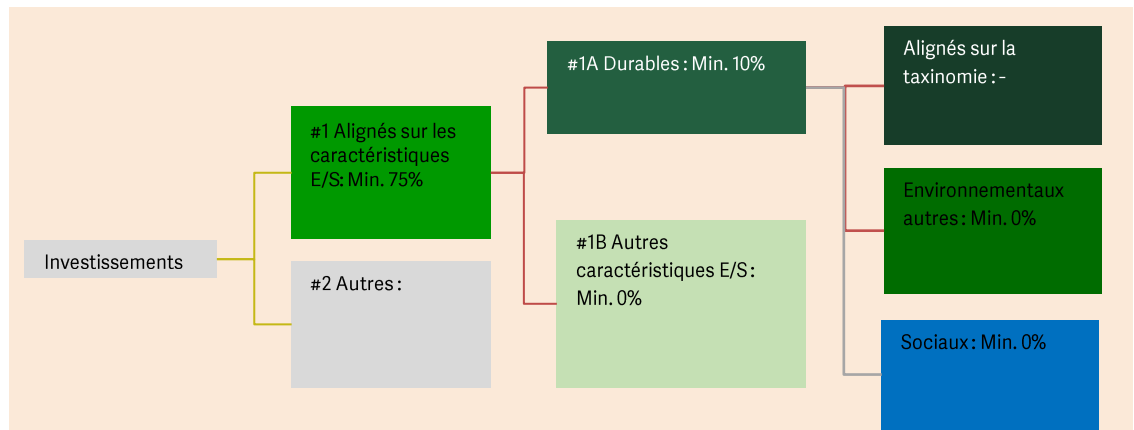 Investissements
#1 Alignés sur les
caractéristiques
E/S: Min. 75%
#2 Autres :
#1A Durables : Min. 10%
#1B Autres
caractéristiques E/S :
Min. 0%
Alignés sur la
taxinomie : -
Environnementaux
autres : Min. 0%
Sociaux : Min. 0%